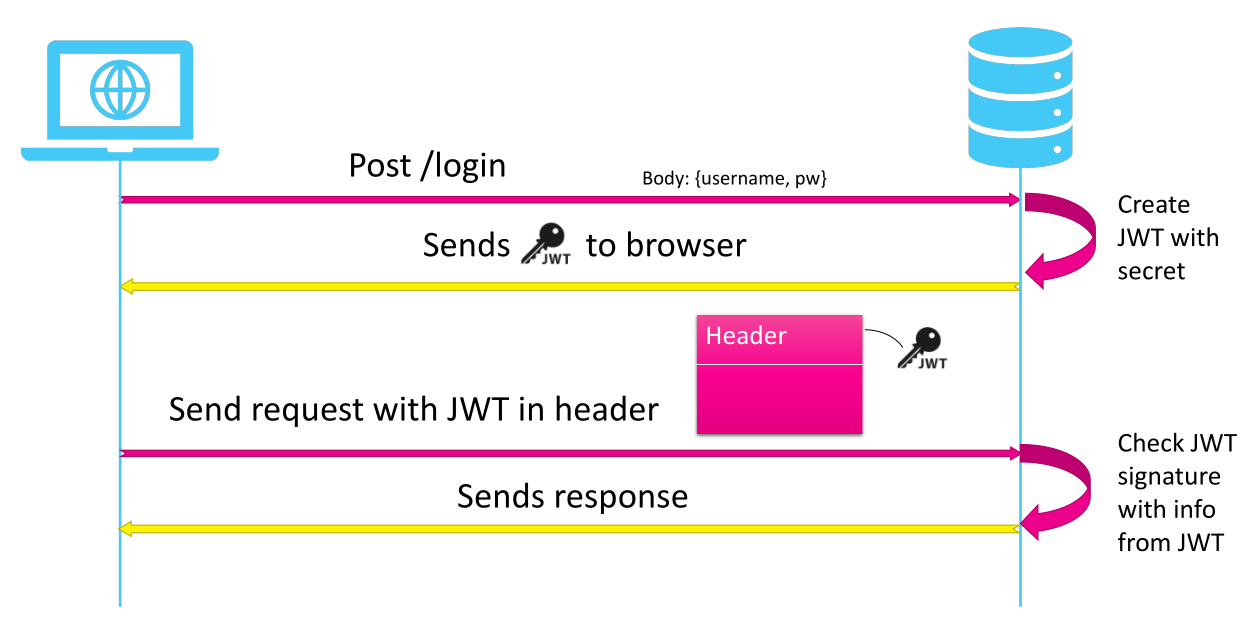 Post /login
Body: {username, pw}
Create
JWT with
secret
Sends JWT to browser
Header
JWT
Send request with JWT in header
Check JWT
signature
with info
from JWT
Sends response